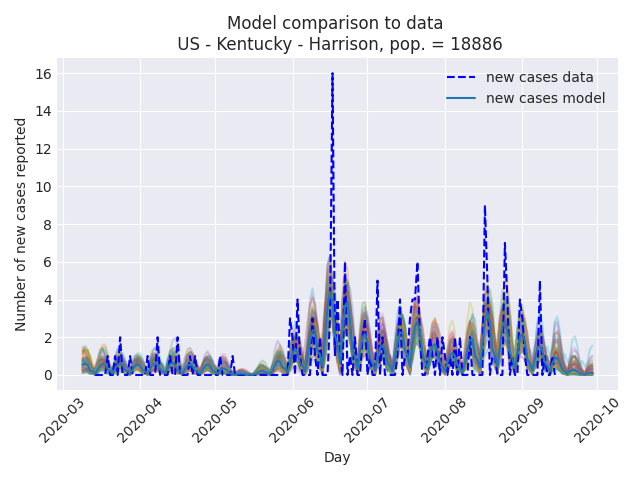 Model comparison to data
US - Kentucky - Harrison, pop. = 18886
new cases data
new cases model
Number of new cases reported
16
14
12
10
8
6
4
2
0
2020-03
2020-04
2020-05
2020-06
2020-07
2020-08
2020-09
2020-10
Day